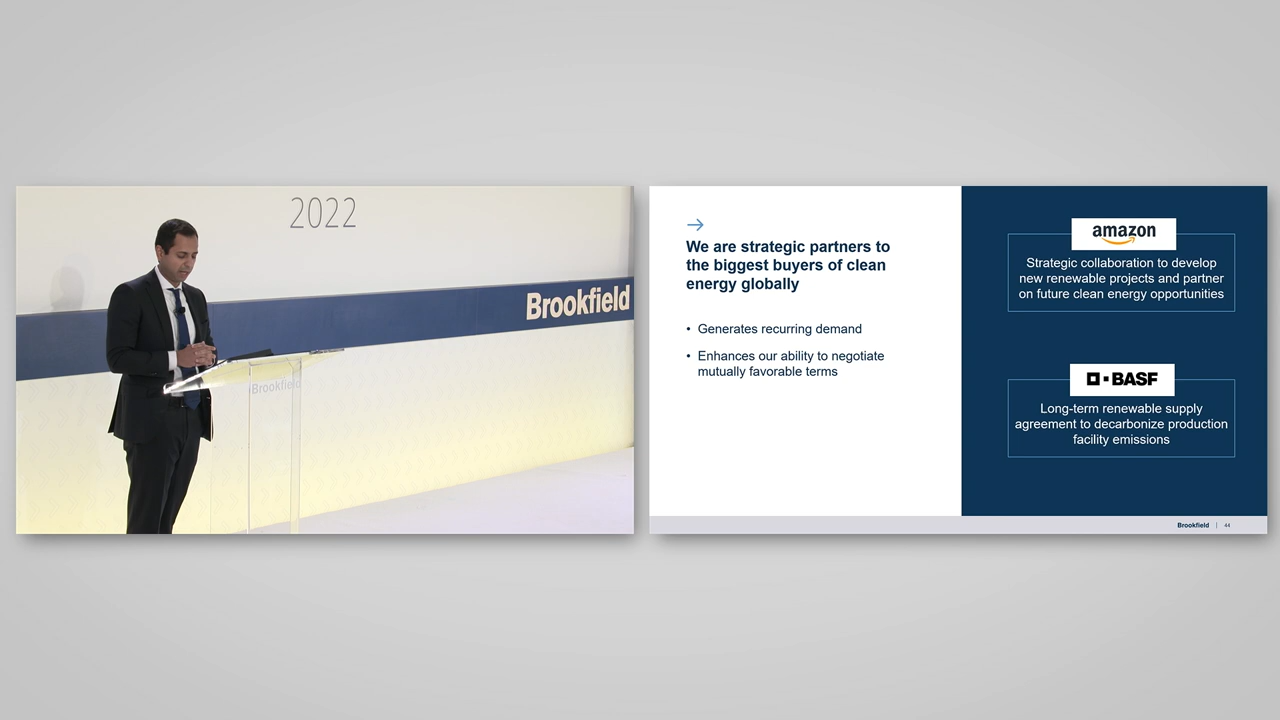 2022
Brookfield
Brookfield
We are strategic partners to
the biggest buyers of clean
energy globally
• Generates recurring demand
• Enhances our ability to negotiate
mutually favorable terms
amazon
Strategic collaboration to develop
new renewable projects and partner
on future clean energy opportunities
BASF
Long-term renewable supply
agreement to decarbonize production
facility emissions
Brookfield | 44